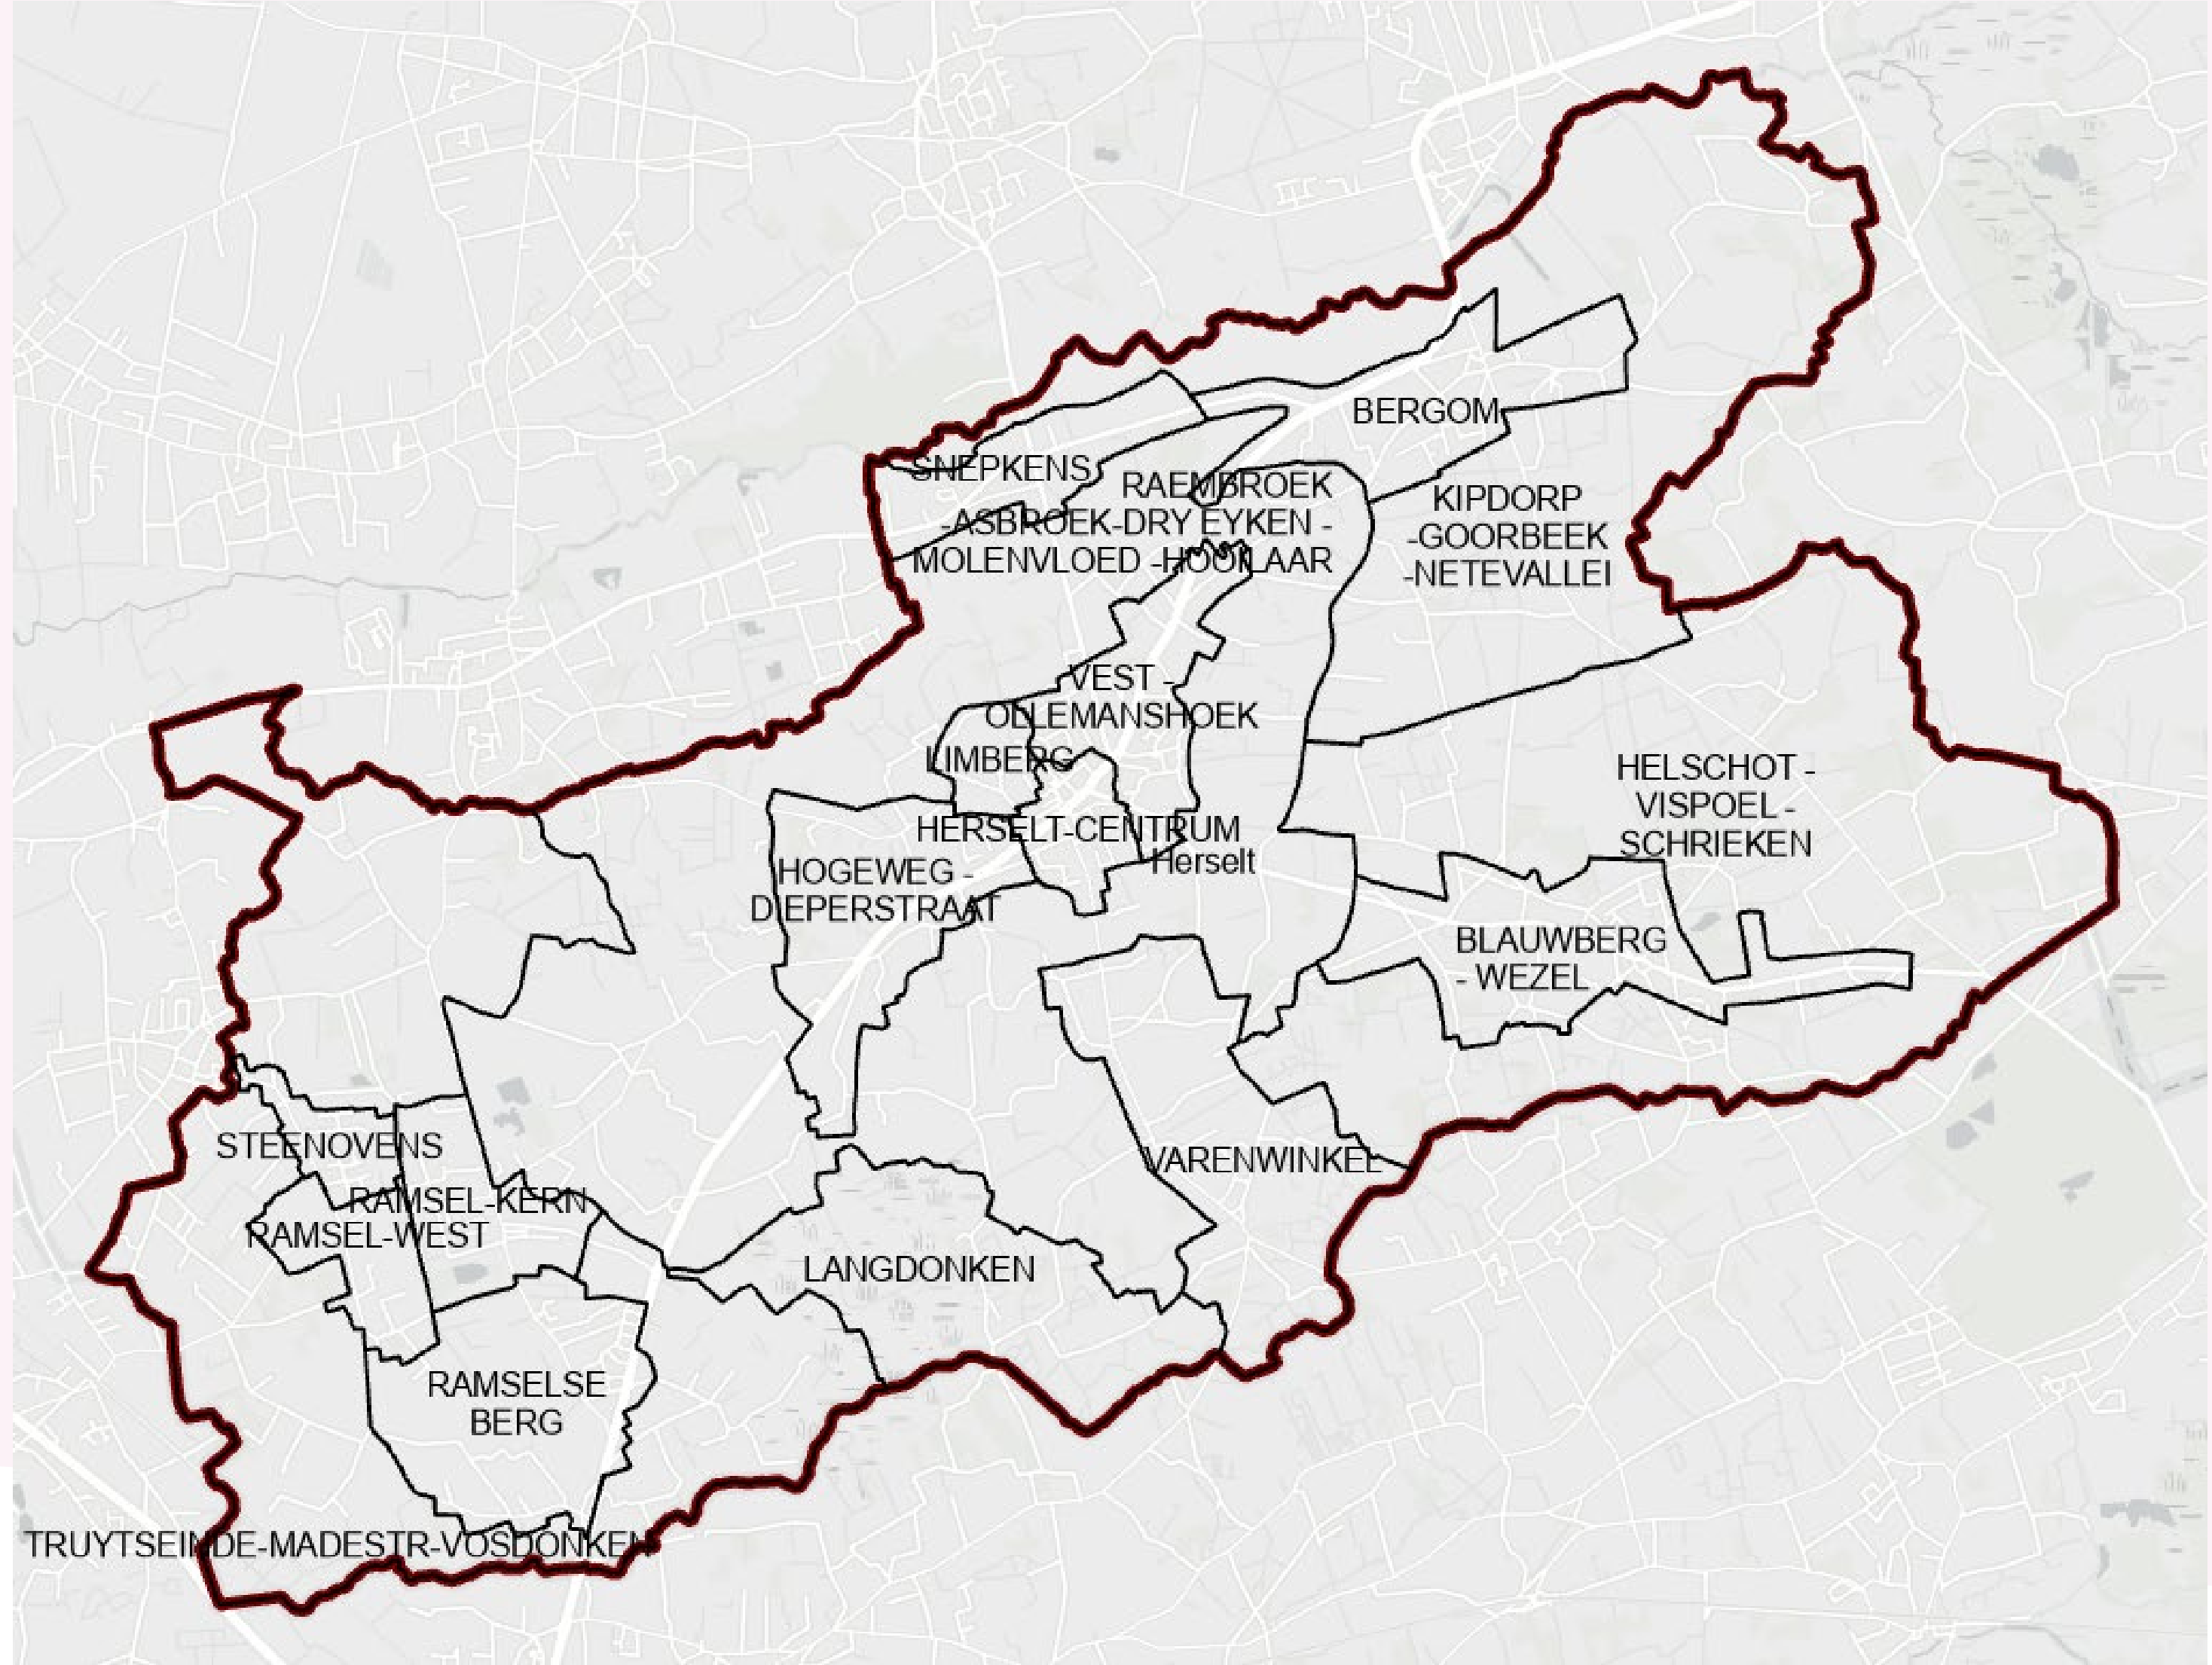 BERGOM
SNEPKENS
RAEMBROEK
-ASBROEK-DRY EYKEN -
MOLENVLOED -HOOILAAR
KIPDORP
-GOORBEEK
-NETEVALLEI
VEST -
OLLEMANSHOEK
LIMBERG
HELSCHOT -
VISPOEL -
SCHRIEKEN
HERSELT-CENTRUM
Herselt
HOGEWEG -
DIEPERSTRAAT
BLAUWBERG
- WEZEL
STEENOVENS
VARENWINKEL
RAMSEL-KERN
RAMSEL-WEST
LANGDONKEN
RAMSELSE
BERG
TRUYTSEINDE-MADESTR-VOSDONKEN